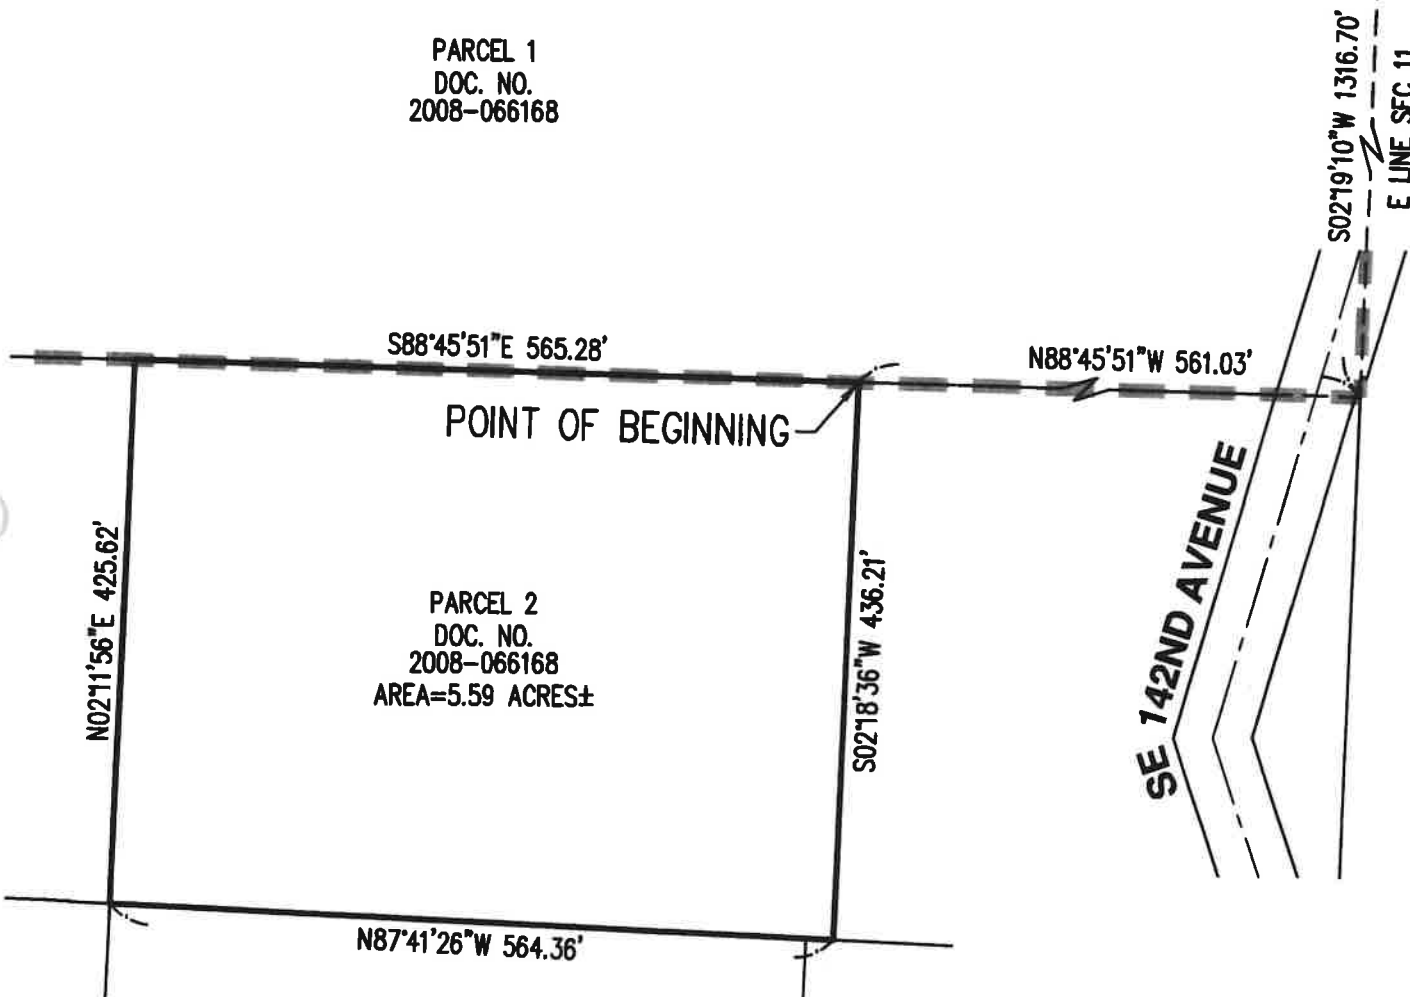 PARCEL 1
DOC. NO.
2008-066168
S02°19'10"W 1316.70'
E LINE SEC 11
S88°45'51"E 565.28'
N88°45'51"W 561.03'
POINT OF BEGINNING
SE 142ND AVENUE
N02°11'56"E 425.62'
PARCEL 2
DOC. NO.
2008-066168
AREA=5.59 ACRES±
S02°18'36"W 436.21'
N87°41'26"W 564.36'